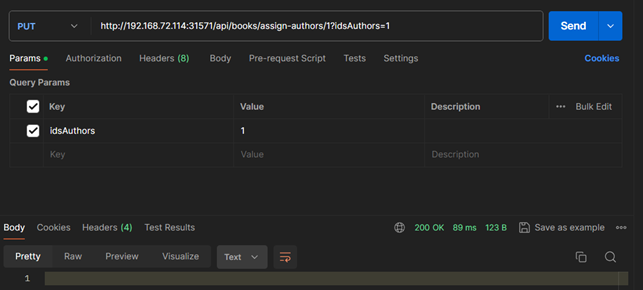 PUT http://192.168.72.114:31571/api/books/assign-authors/1?idsAuthors=1 Send
Params Authorization Headers (8) Body Pre-request Script Tests Settings Cookies
Query Params
Key Value Description ••• Bulk Edit
idsAuthors 1
Key Value Description
Body Cookies Headers (4) Test Results 200 OK 89 ms 123 B Save as example
Pretty Raw Preview Visualize Text
1